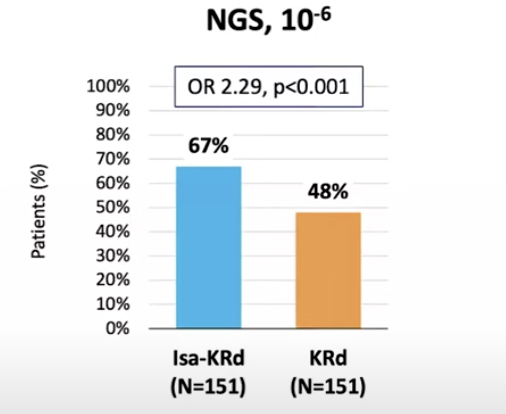 NGS, 10⁻⁶
OR 2.29, p<0.001
Patients (%)
100%
90%
80%
70%
60%
50%
40%
30%
20%
10%
0%
67%
48%
Isa-KRd
(N=151)
KRd
(N=151)